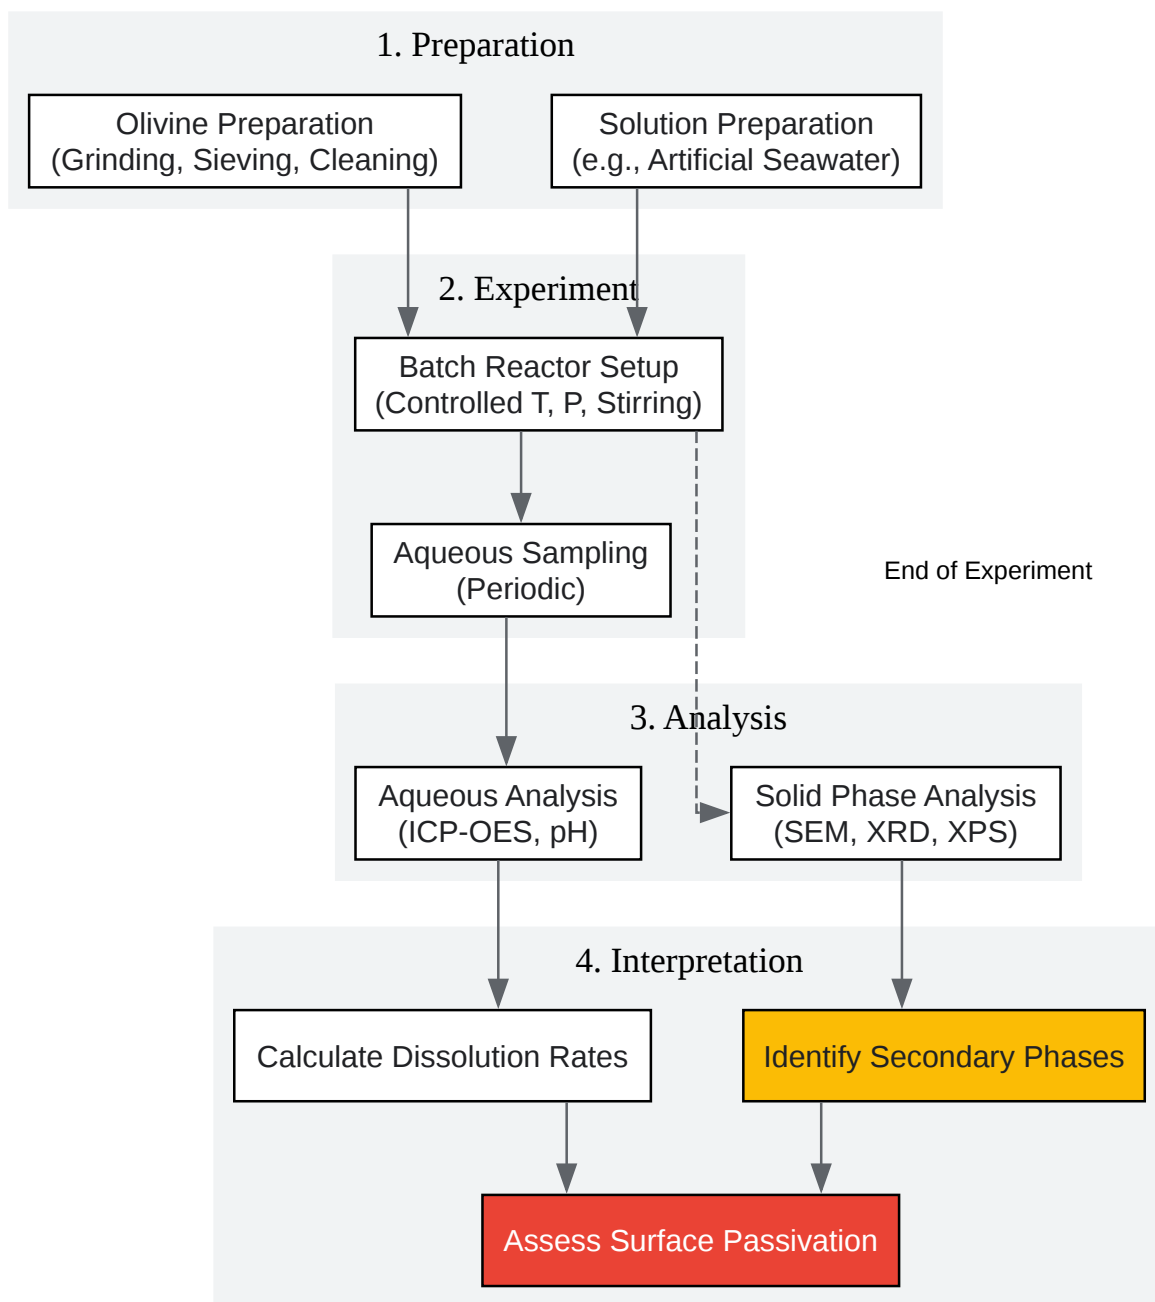 1. Preparation
Olivine Preparation
(Grinding, Sieving, Cleaning)
Solution Preparation
(e.g., Artificial Seawater)
2. Experiment
Batch Reactor Setup
(Controlled T, P, Stirring)
Aqueous Sampling
(Periodic)
End of Experiment
3. Analysis
Aqueous Analysis
(ICP-OES, pH)
Solid Phase Analysis
(SEM, XRD, XPS)
4. Interpretation
Calculate Dissolution Rates
Identify Secondary Phases
Assess Surface Passivation